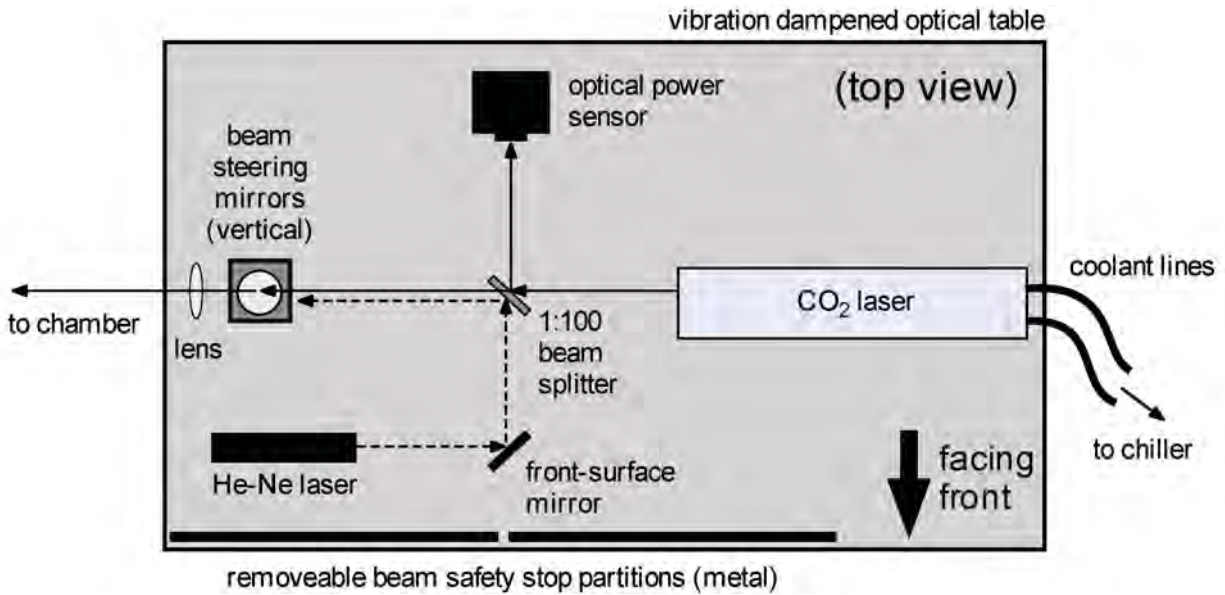 vibration dampened optical table
(top view)
optical power
sensor
beam
steering
mirrors
(vertical)
coolant lines
CO₂ laser
to chamber
lens
1:100
beam
splitter
to chiller
He-Ne laser
front-surface
mirror
facing
front
removeable beam safety stop partitions (metal)